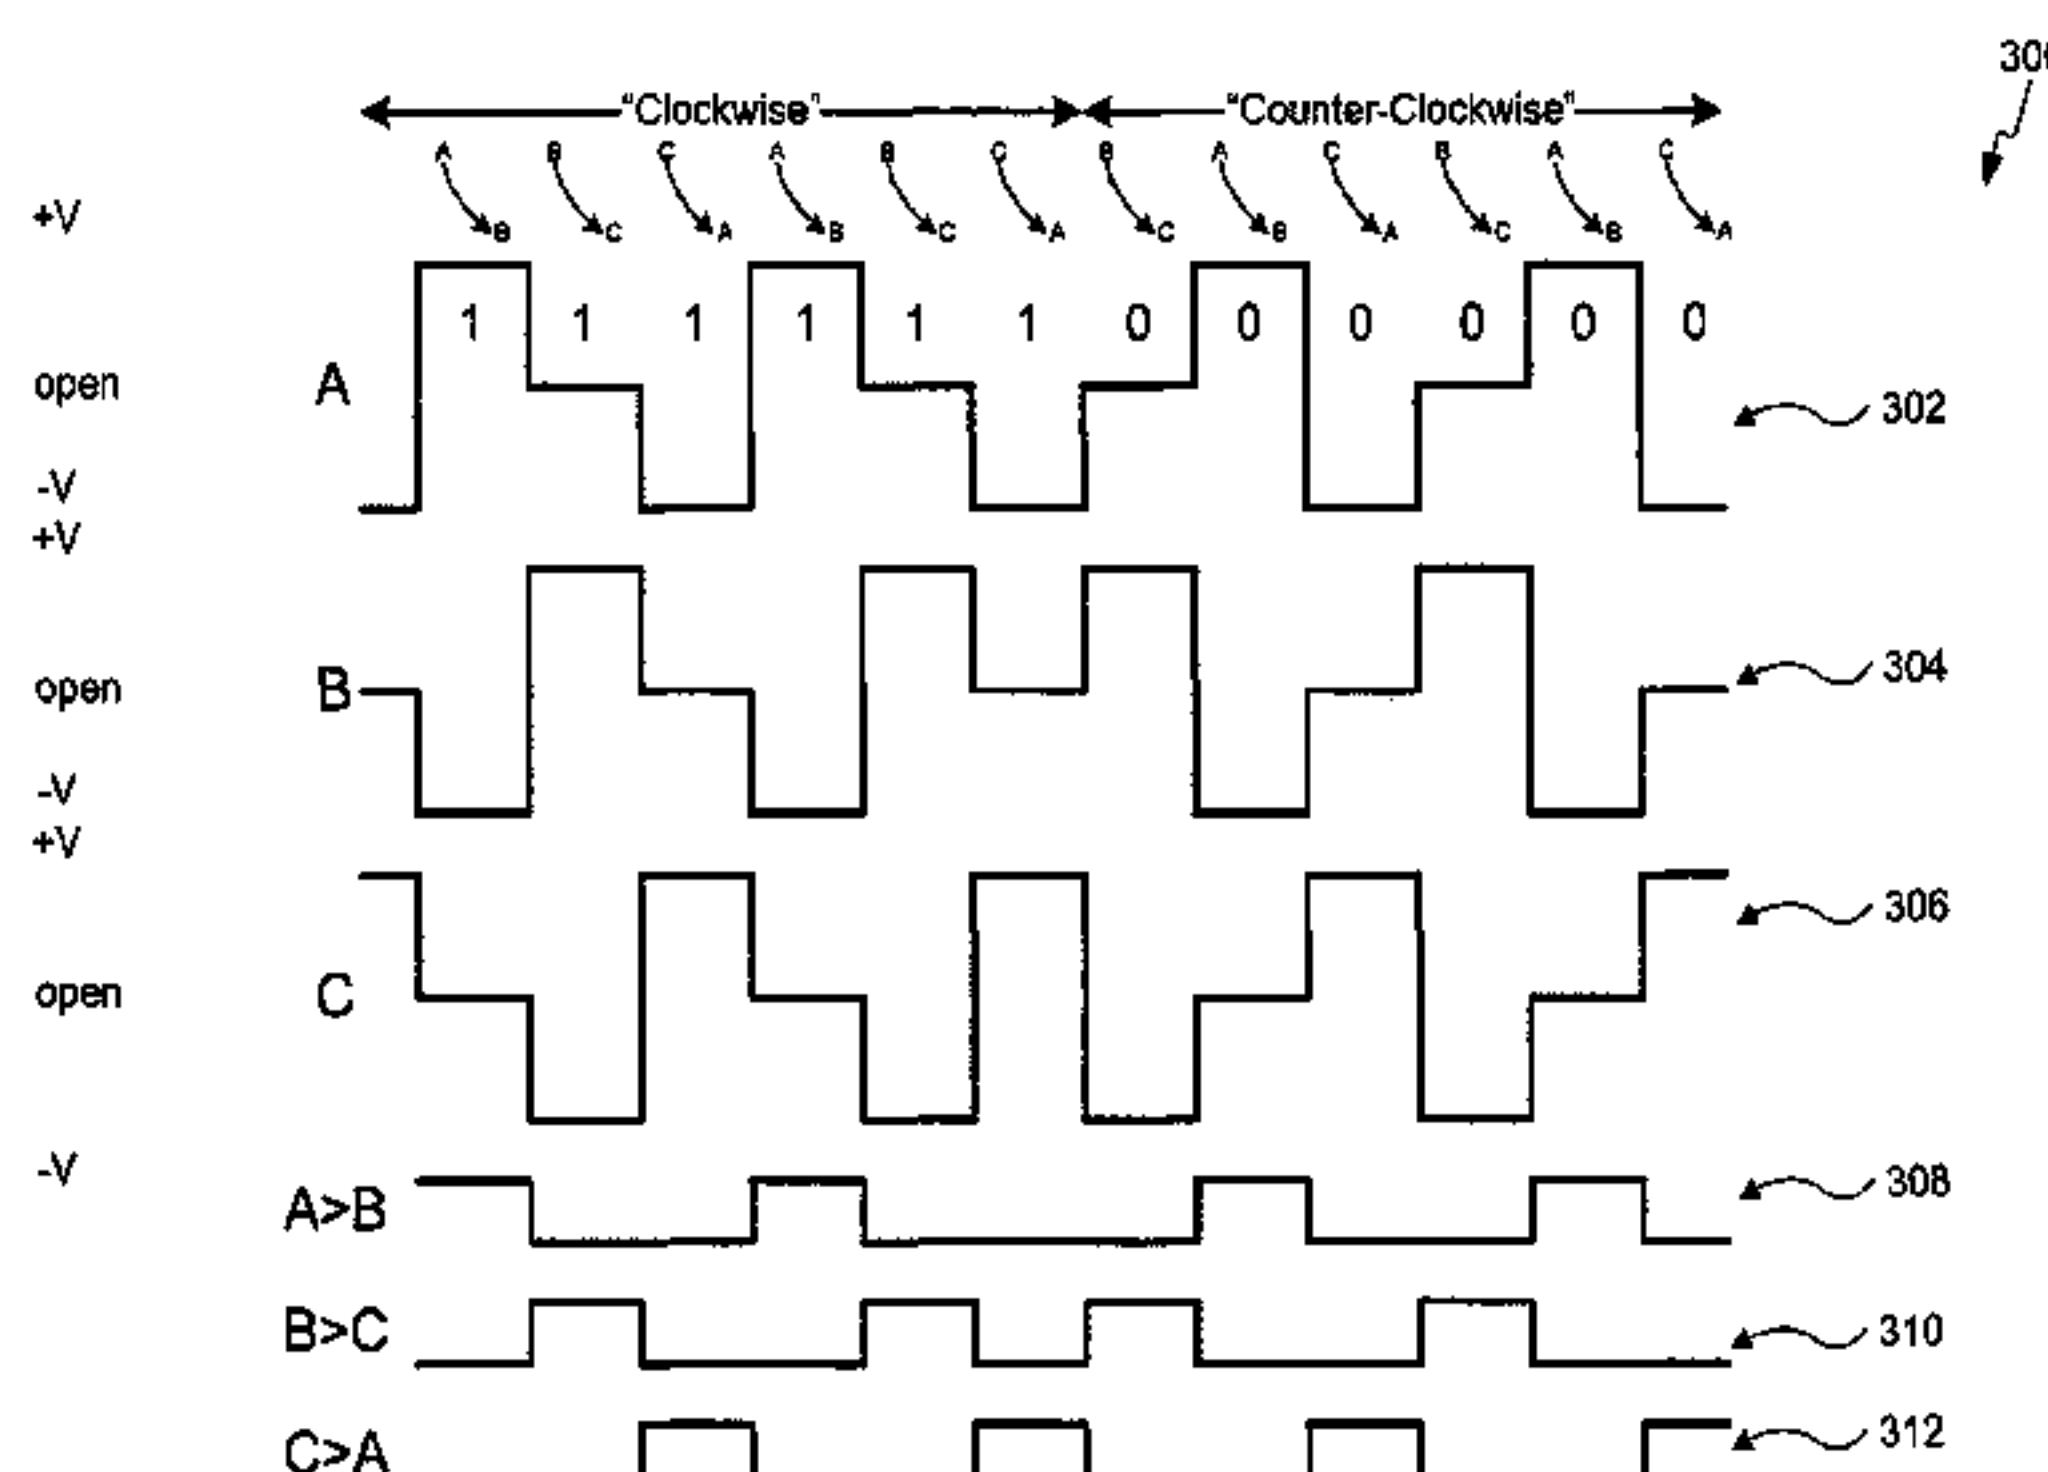 300
"Clockwise" "Counter-Clockwise"
A B C A B C B A C B A C
+V
B C A B C A C B A C B A
1 1 1 1 1 1 0 0 0 0 0 0
open A
302
-V
+V
open B
304
-V
+V
306
open C
-V
A>B 308
B>C 310
C>A 312